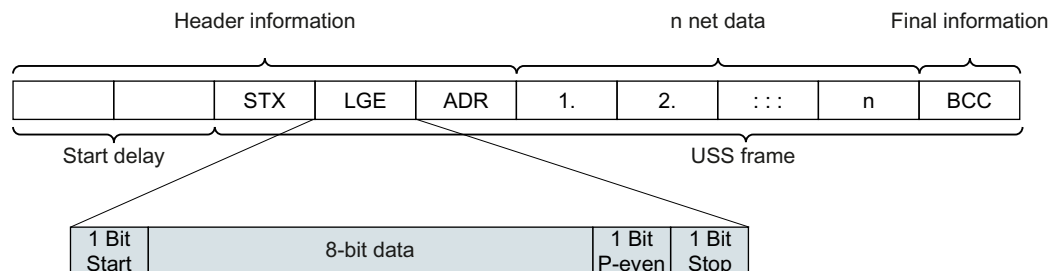 Header information n net data Final information
STX LGE ADR 1. 2. : : : n BCC
Start delay USS frame
1 Bit Start 8-bit data 1 Bit P-even 1 Bit Stop